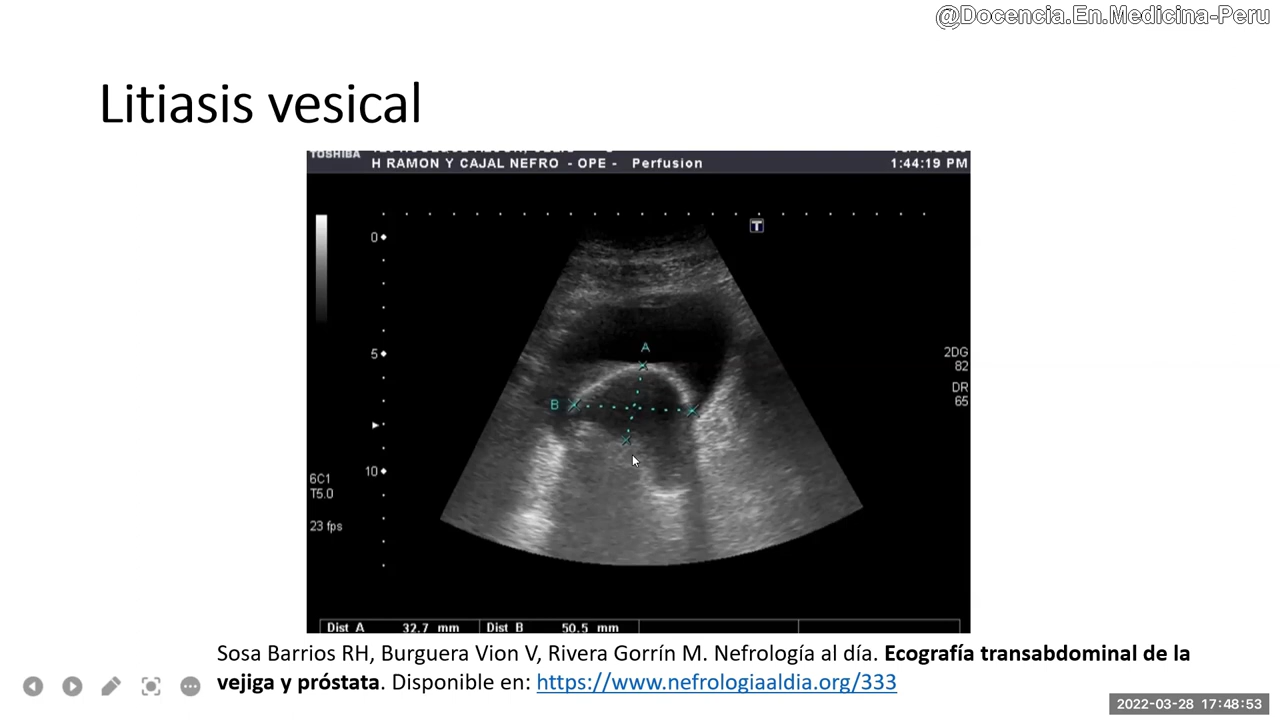 @Docencia.En.Medicina-Peru
Litiasis vesical
TOSHIBA
H RAMON Y CAJAL NEFRO - OPE - Perfusion 1:44:19 PM
T
0
A
5
2DG
82
DR
65
B
10
6C1
T5.0
23 fps
Dist A 32.7 mm Dist B 50.5 mm
Sosa Barrios RH, Burguera Vion V, Rivera Gorrín M. Nefrología al día. Ecografía transabdominal de la
vejiga y próstata. Disponible en: https://www.nefrologiaaldia.org/333
2022-03-28 17:48:53